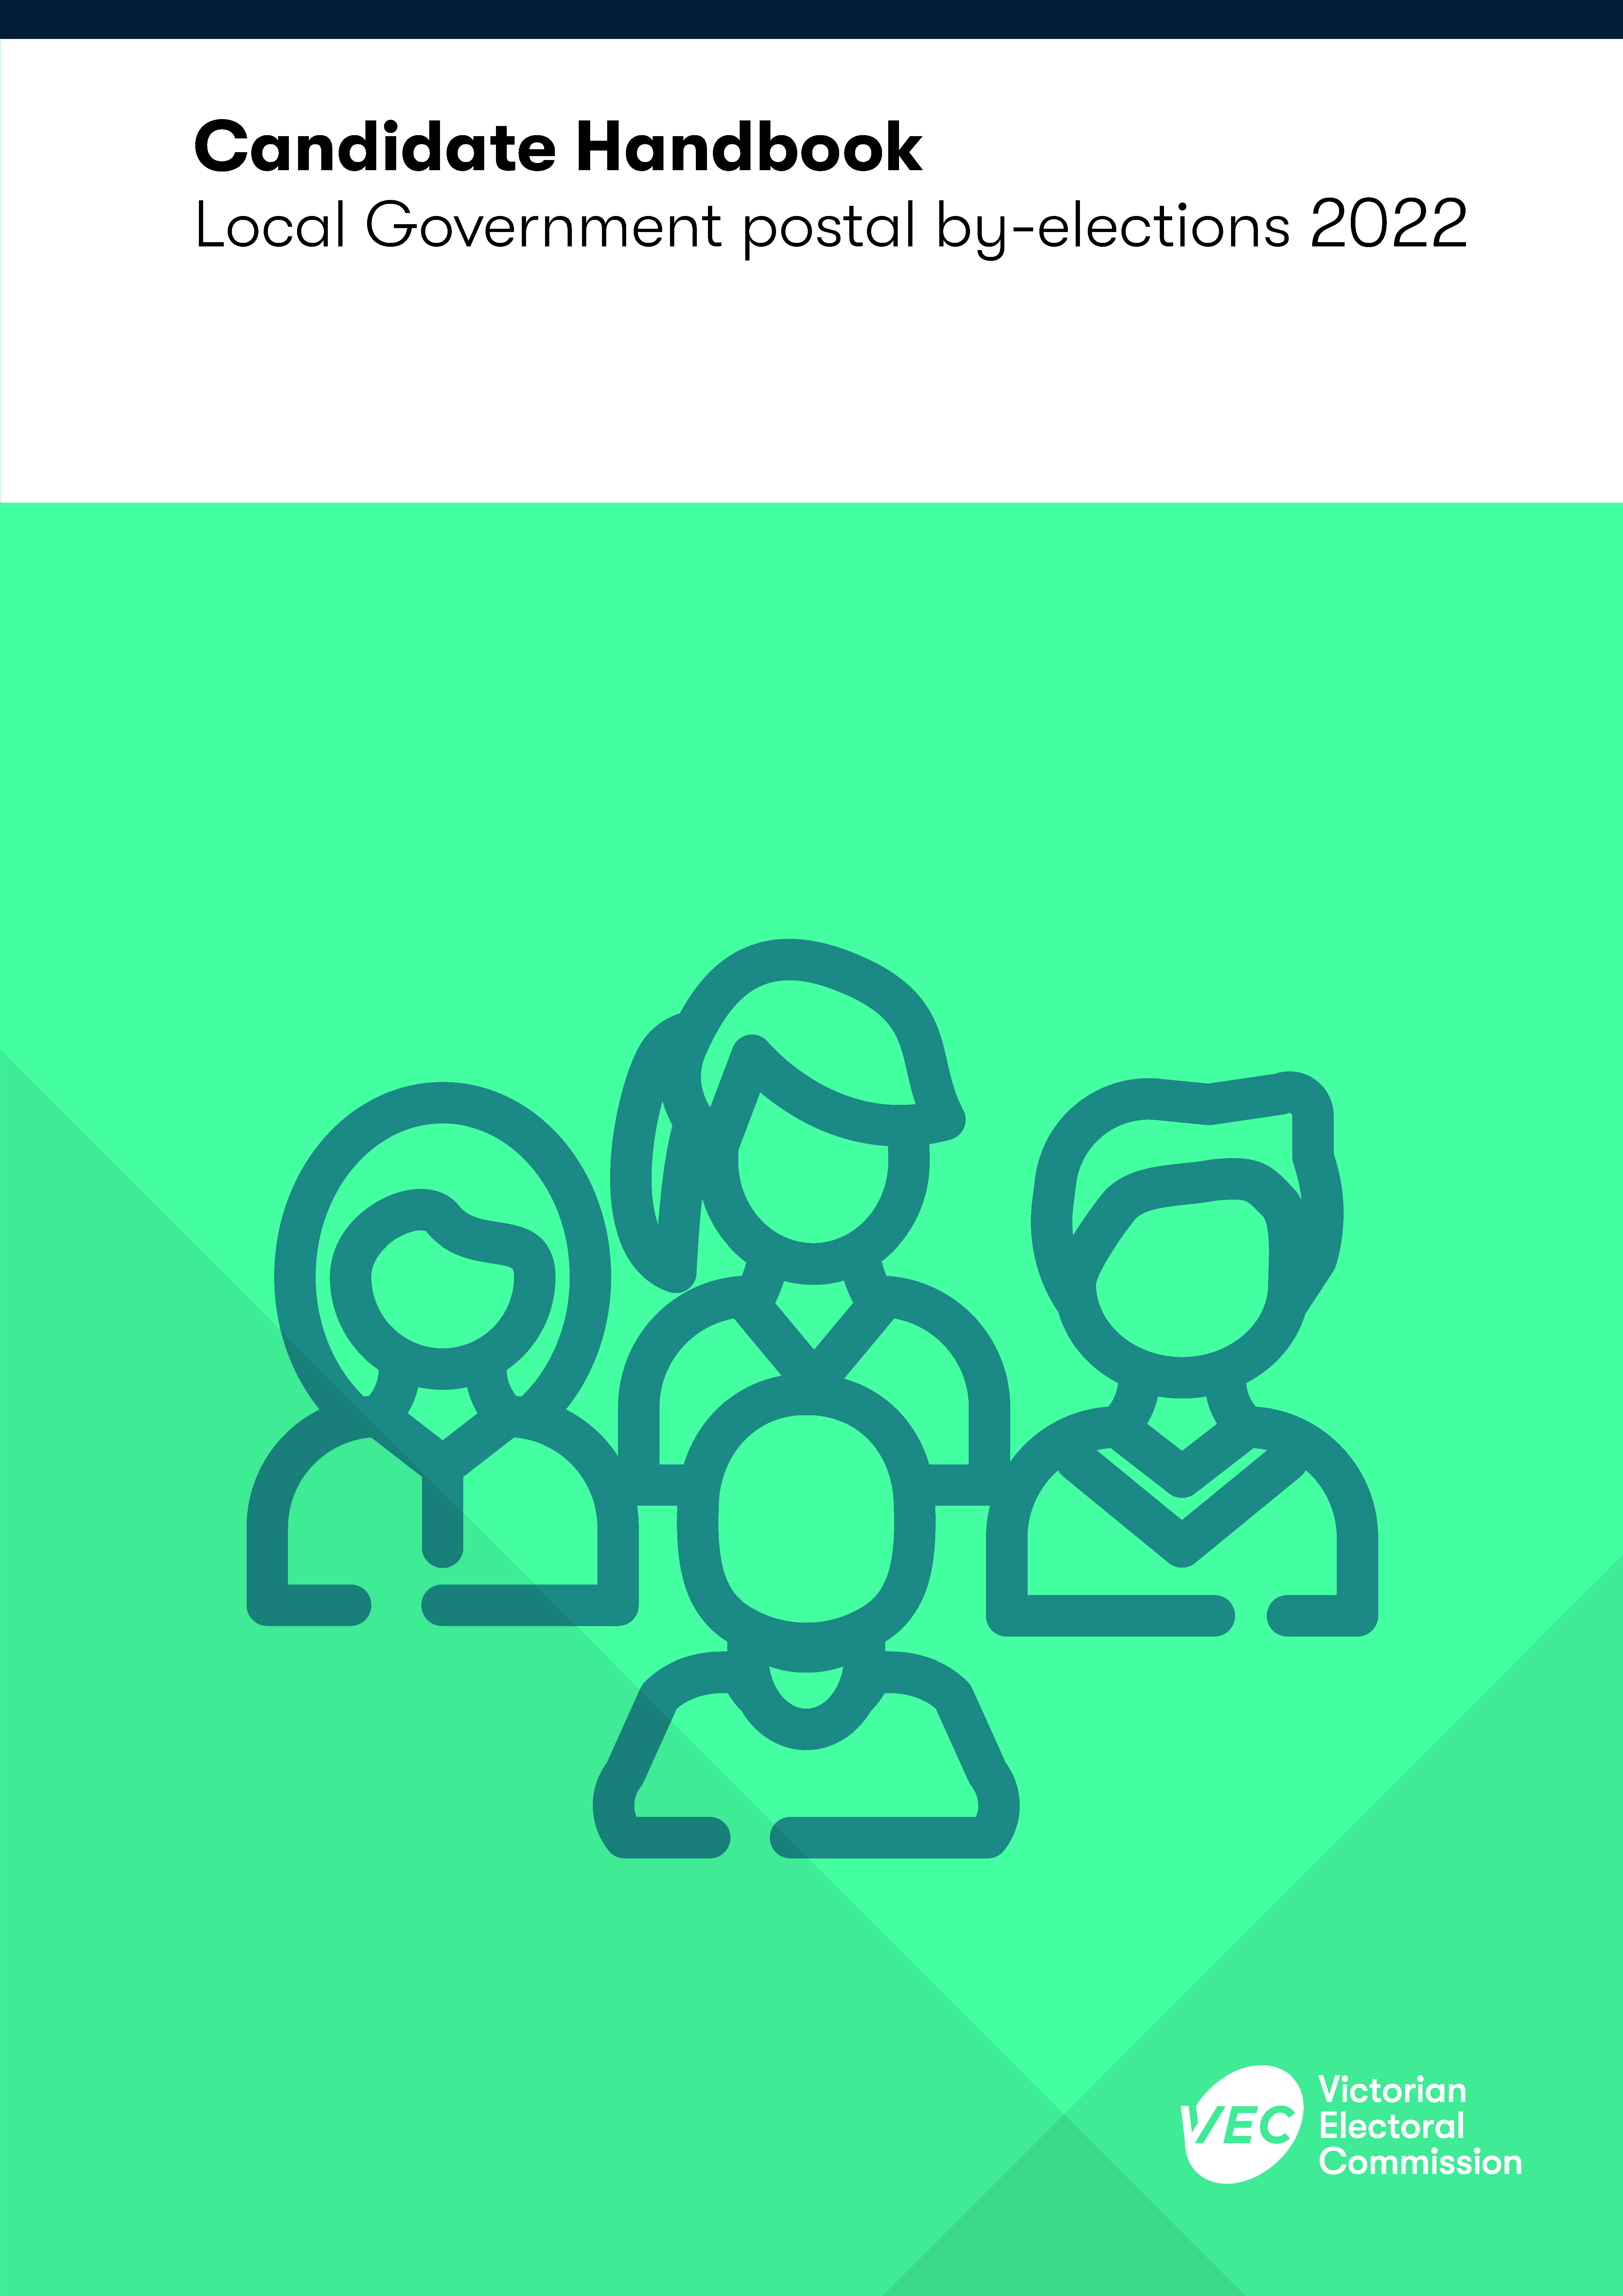 Candidate Handbook
Local Government postal by-elections 2022
VEC
Victorian
Electoral
Commission